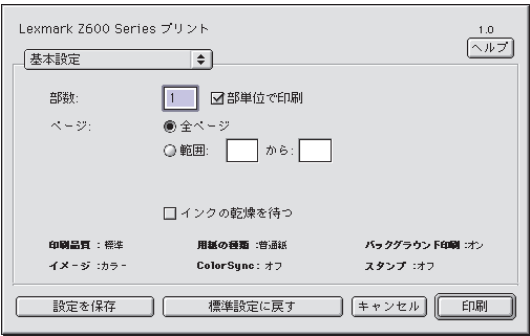 Lexmark Z600 Series プリント
1.0
ヘルプ
基本設定
部数: 1 部単位で印刷
ページ: 全ページ
範囲: から:
インクの乾燥を待つ
印刷品質 : 標準 用紙の種類 :普通紙 バックグラウンド印刷 :オン
イメージ :カラー ColorSync : オフ スタンプ :オフ
設定を保存 標準設定に戻す キャンセル 印刷